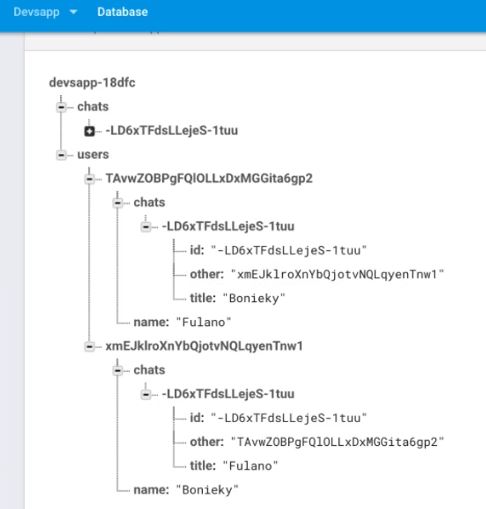 Devsapp Database
devsapp-18dfc
chats
-LD6xTFdsLLejeS-1tuu
users
TAvwZOBPgFQlOLLxDxMGGita6gp2
chats
-LD6xTFdsLLejeS-1tuu
id: "-LD6xTFdsLLejeS-1tuu"
other: "xmEJklroXnYbQjotvNQLqyenTnw1"
title: "Bonieky"
name: "Fulano"
xmEJklroXnYbQjotvNQLqyenTnw1
chats
-LD6xTFdsLLejeS-1tuu
id: "-LD6xTFdsLLejeS-1tuu"
other: "TAvwZOBPgFQlOLLxDxMGGita6gp2"
title: "Fulano"
name: "Bonieky"